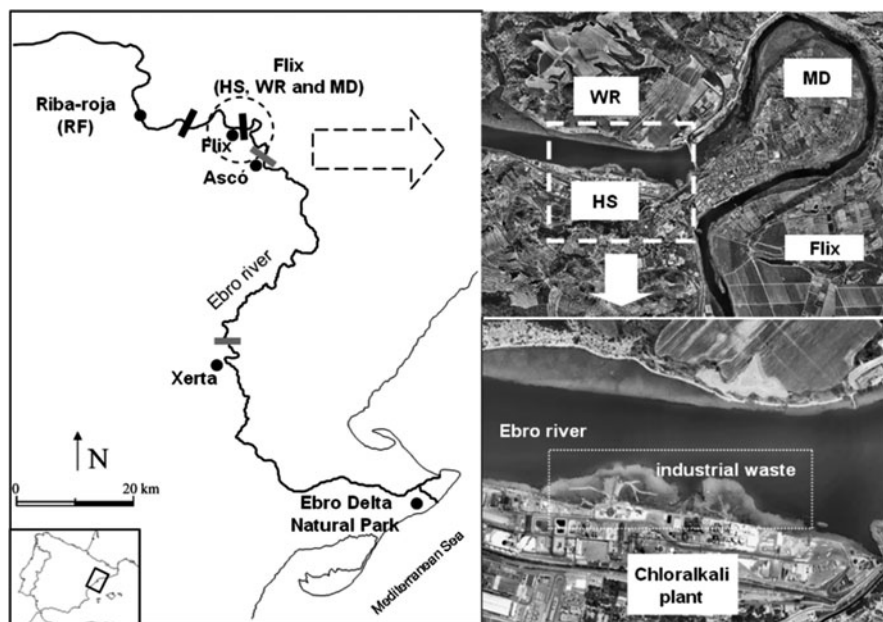 Flix
(HS, WR and MD)
Riba-roja
(RF)
Flix
Ascó
Ebro river
Xerta
N
0
20 km
Ebro Delta
Natural Park
Mediterranean Sea
WR
MD
HS
Flix
Ebro river
industrial waste
Chloralkali
plant